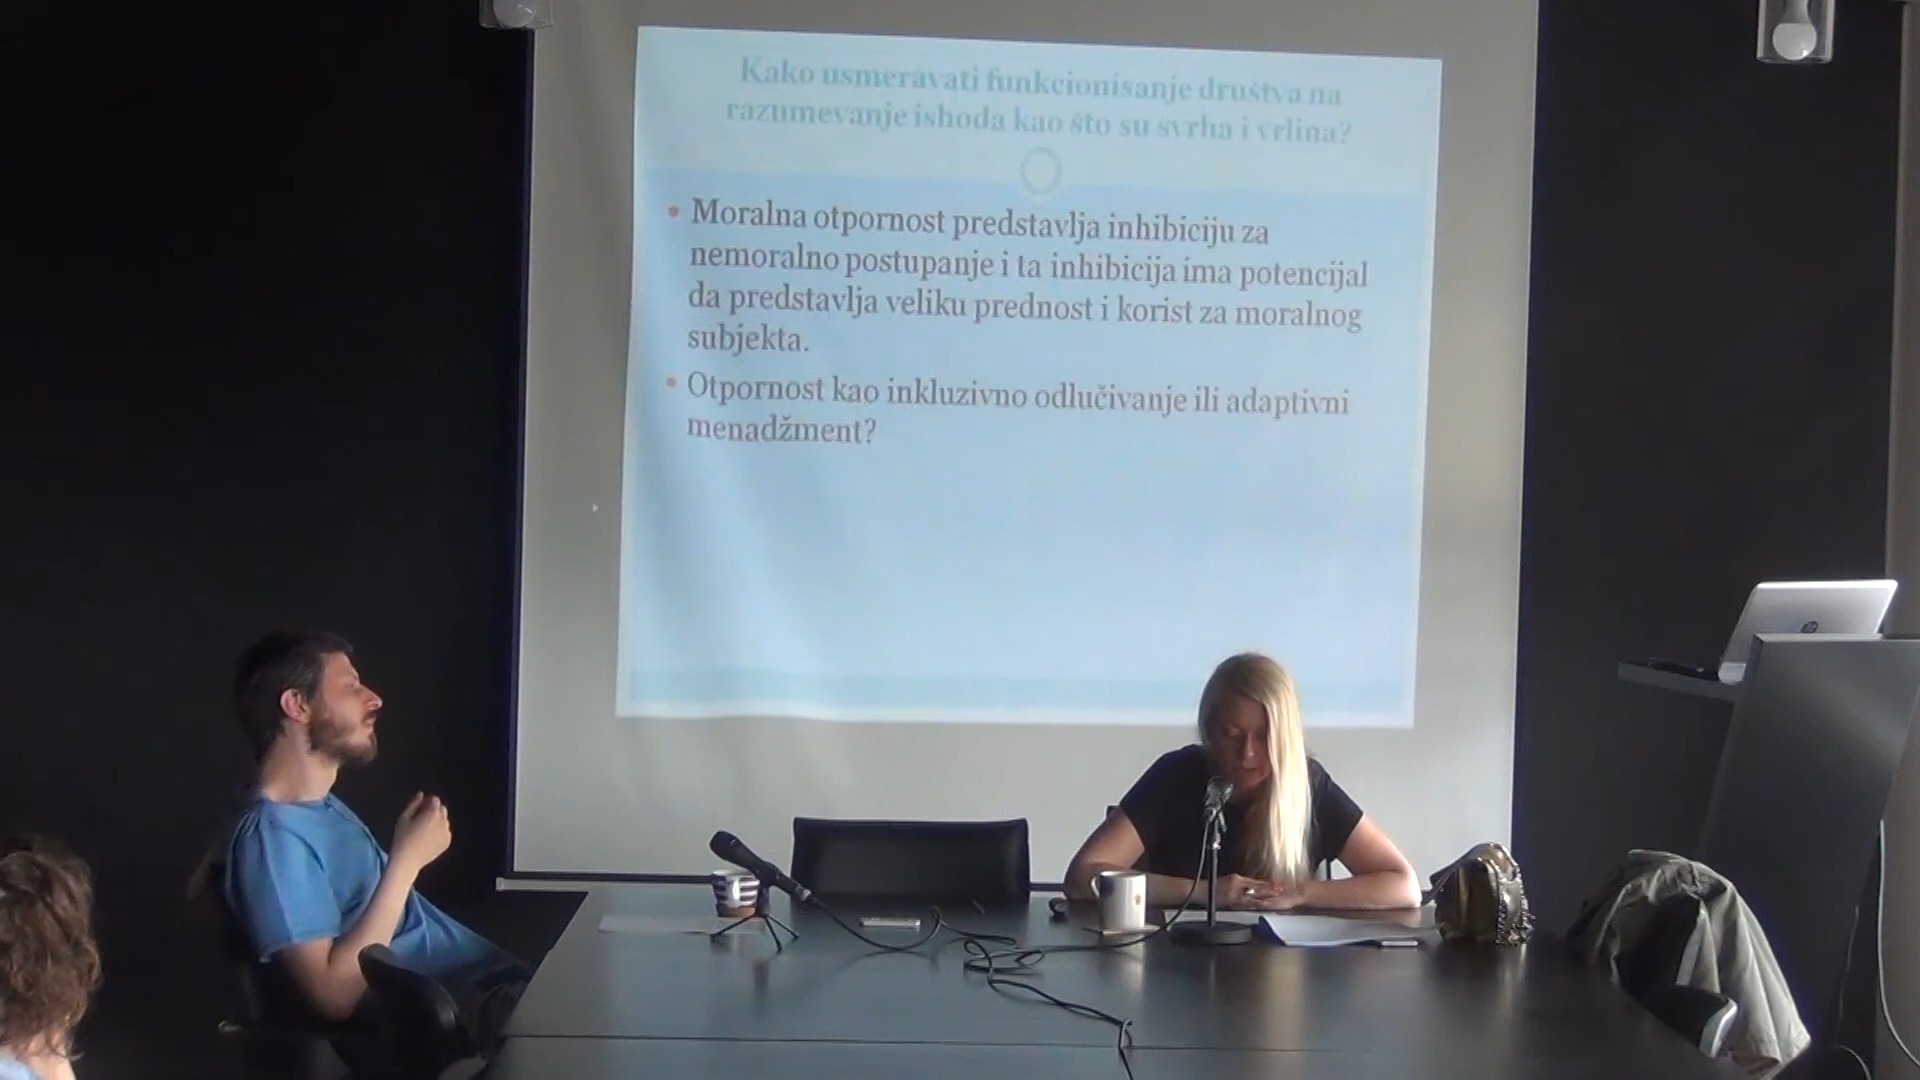 Kako usmeravati funkcionisanje društva na
razumevanje ishoda kao što su svrha i vrlina?
• Moralna otpornost predstavlja inhibiciju za
nemoralno postupanje i ta inhibicija ima potencijal
da predstavlja veliku prednost i korist za moralnog
subjekta.
• Otpornost kao inkluzivno odlučivanje ili adaptivni
menadžment?
hp